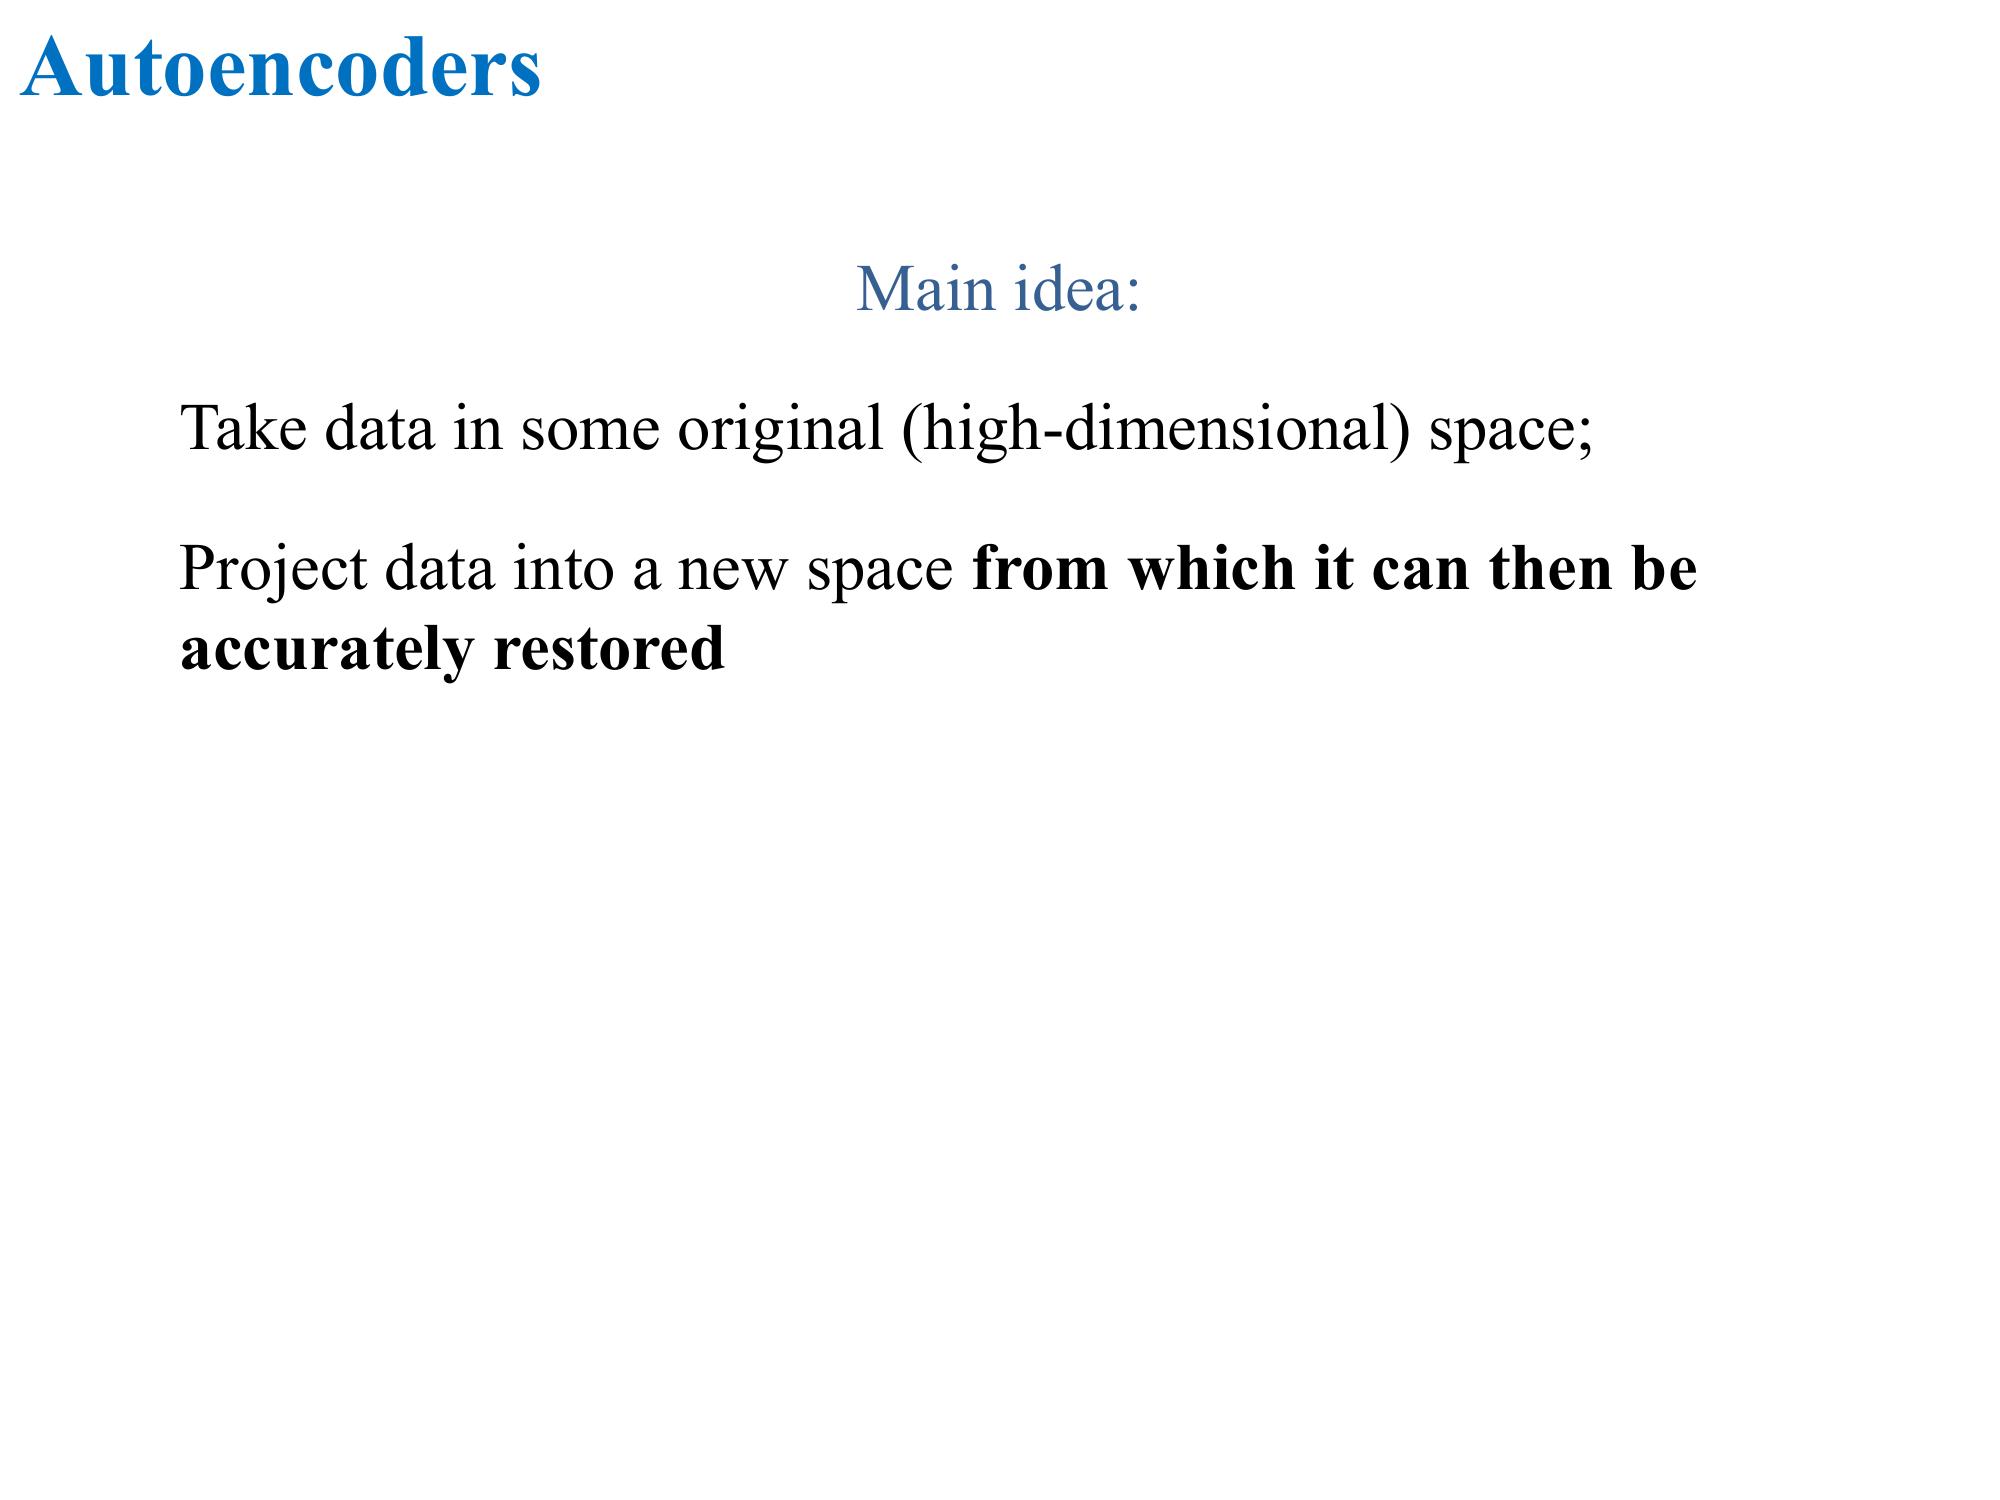 Autoencoders
Main idea:
Take data in some original (high-dimensional) space;
Project data into a new space from which it can then be
accurately restored